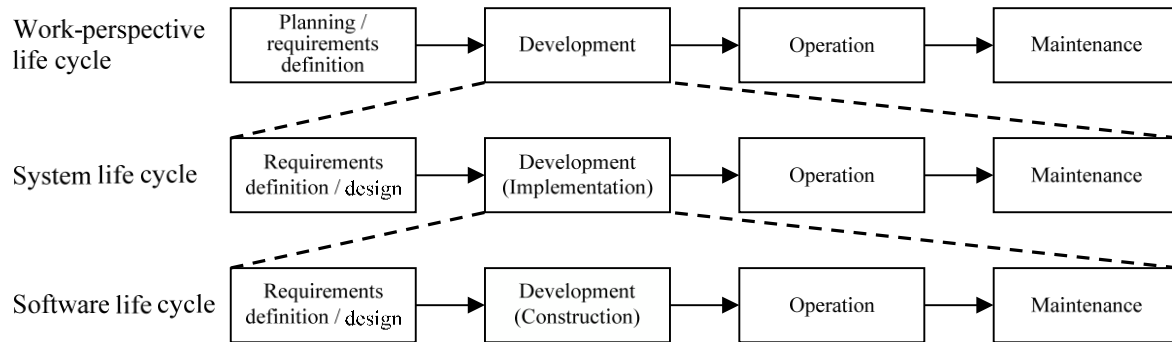 Work-perspective
life cycle
Planning /
requirements
definition
Development
Operation
Maintenance
System life cycle
Requirements
definition / design
Development
(Implementation)
Operation
Maintenance
Software life cycle
Requirements
definition / design
Development
(Construction)
Operation
Maintenance